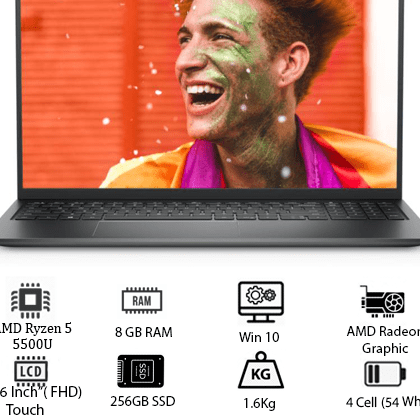 RAM
AMD Ryzen 5
5500U
8 GB RAM
Win 10
AMD Radeon
Graphic
LCD
SSD
KG
6 Inch ( FHD)
Touch
256GB SSD
1.6Kg
4 Cell (54 Wh